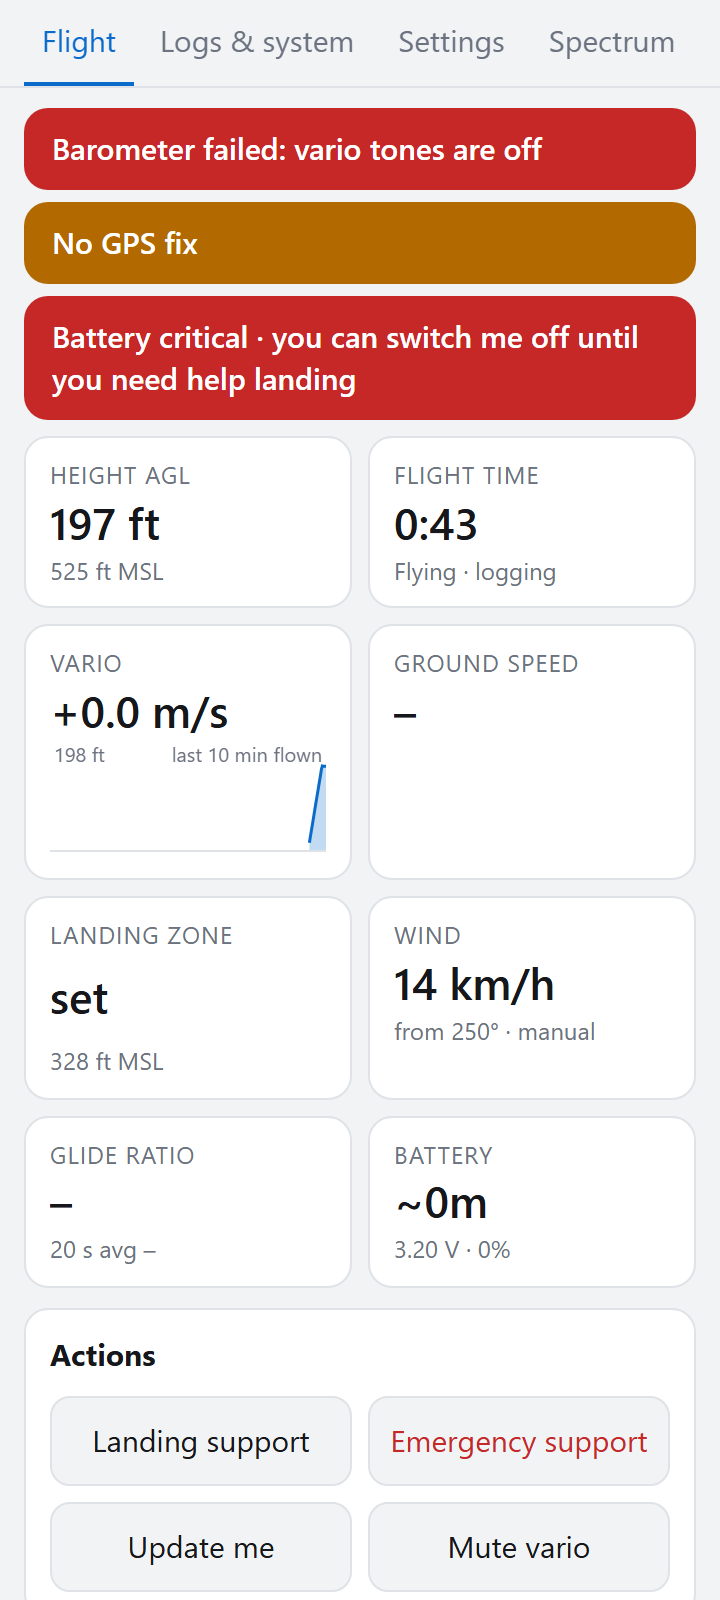 Flight Logs & system Settings Spectrum
Barometer failed: vario tones are off
No GPS fix
Battery critical · you can switch me off until
you need help landing
HEIGHT AGL
197 ft
525 ft MSL
FLIGHT TIME
0:43
Flying · logging
VARIO
+0.0 m/s
198 ft last 10 min flown
GROUND SPEED
–
LANDING ZONE
set
328 ft MSL
WIND
14 km/h
from 250° · manual
GLIDE RATIO
–
20 s avg –
BATTERY
~0m
3.20 V · 0%
Actions
Landing support
Emergency support
Update me
Mute vario